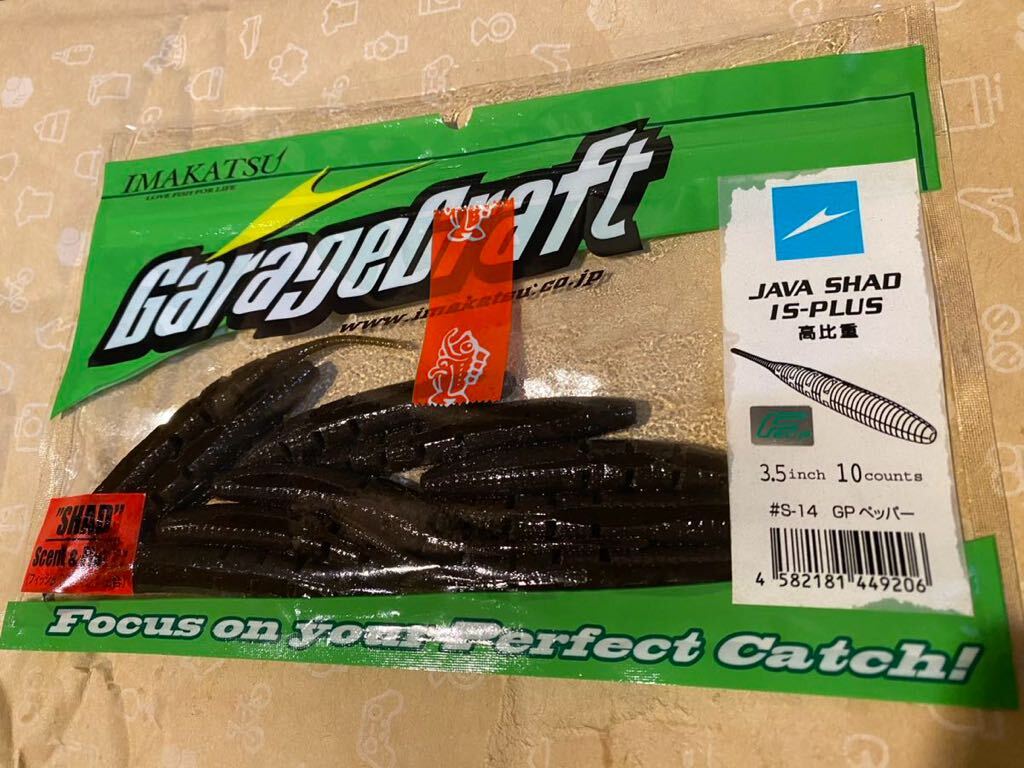 IMAKATSU
LOVE FISH FOR LIFE
GarageCraft
www.imakatsu.co.jp
JAVA SHAD
IS-PLUS
高比重
3.5inch 10counts
#S-14 GPペッパー
4 582181 449206
"SHAD"
Scent &
Focus on your Perfect Catch!